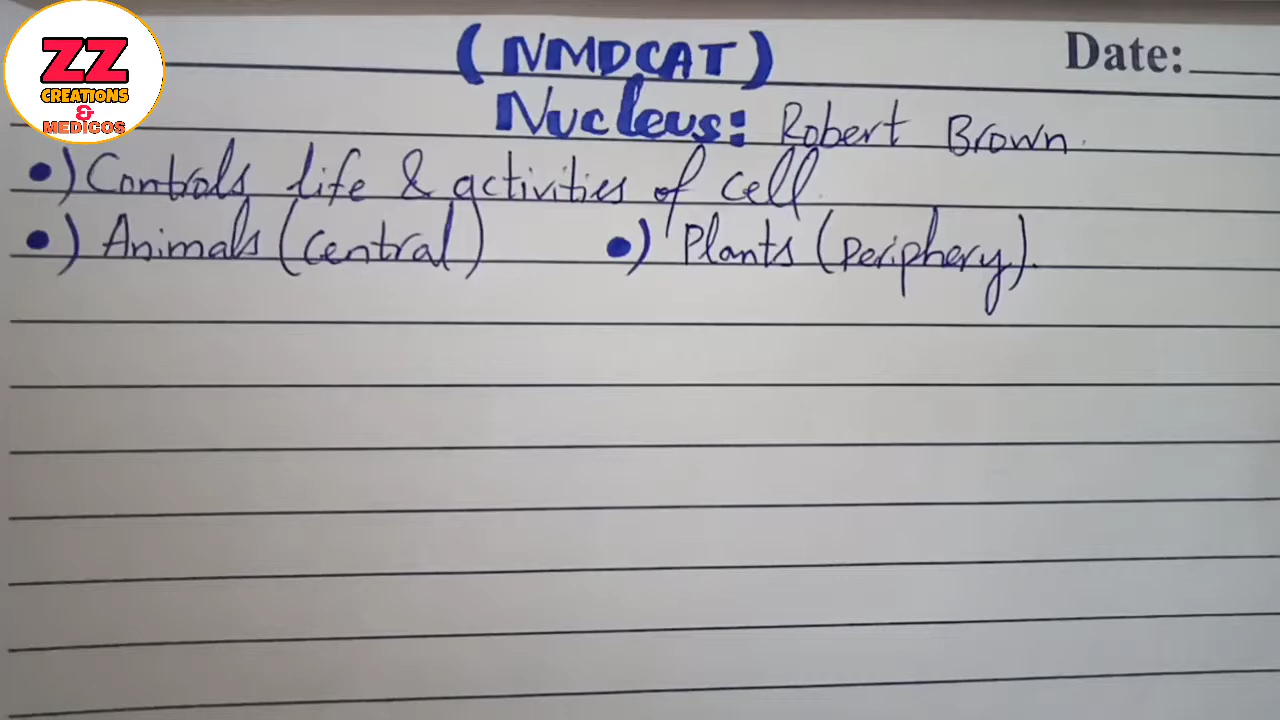 ZZ
CREATIONS
&
MEDICOS
(NMDCAT)
Date:
Nucleus: Robert Brown.
•) Controls life & activities of cell.
•) Animals (central) •) Plants (periphery).